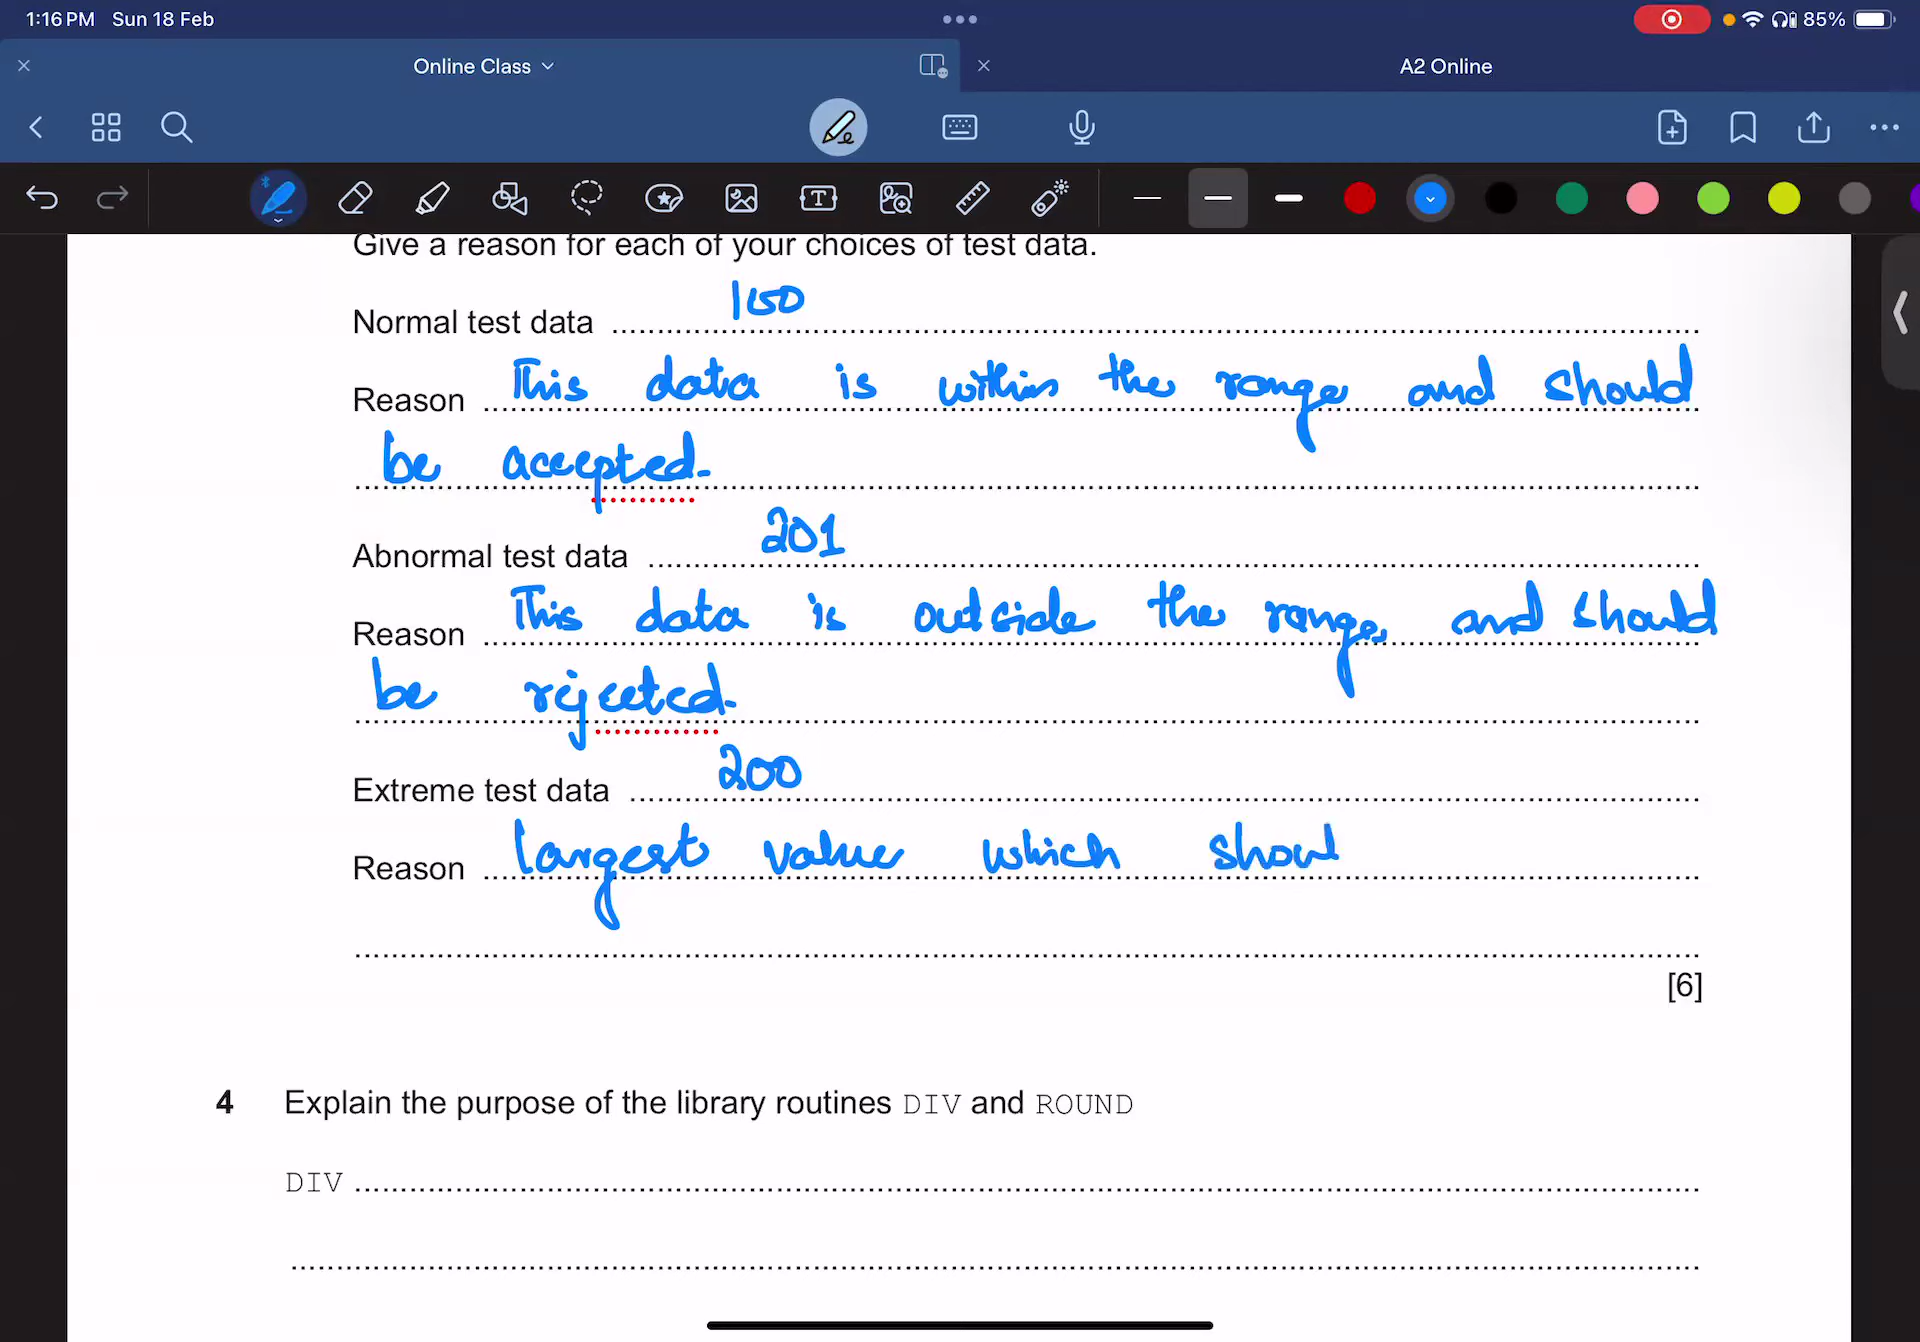 1:16 PM Sun 18 Feb
85%
Online Class
A2 Online
Give a reason for each of your choices of test data.
Normal test data 150
Reason This data is within the range and should
be accepted.
Abnormal test data 201
Reason This data is outside the range and should
be rejected.
Extreme test data 200
Reason largest value which shoul
[6]
4 Explain the purpose of the library routines DIV and ROUND
DIV